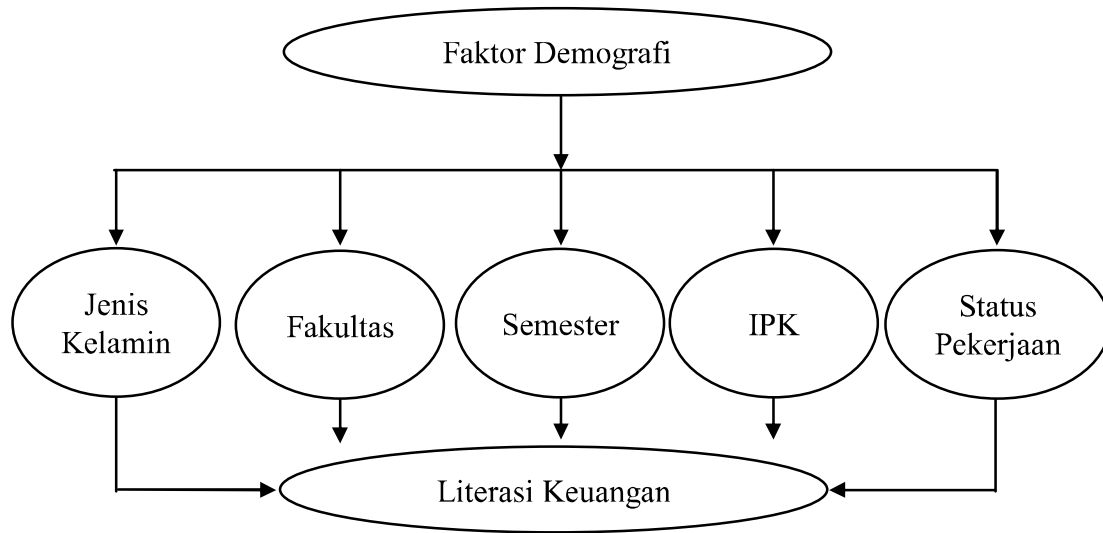 Faktor Demografi
Jenis
Kelamin
Fakultas
Semester
IPK
Status
Pekerjaan
Literasi Keuangan